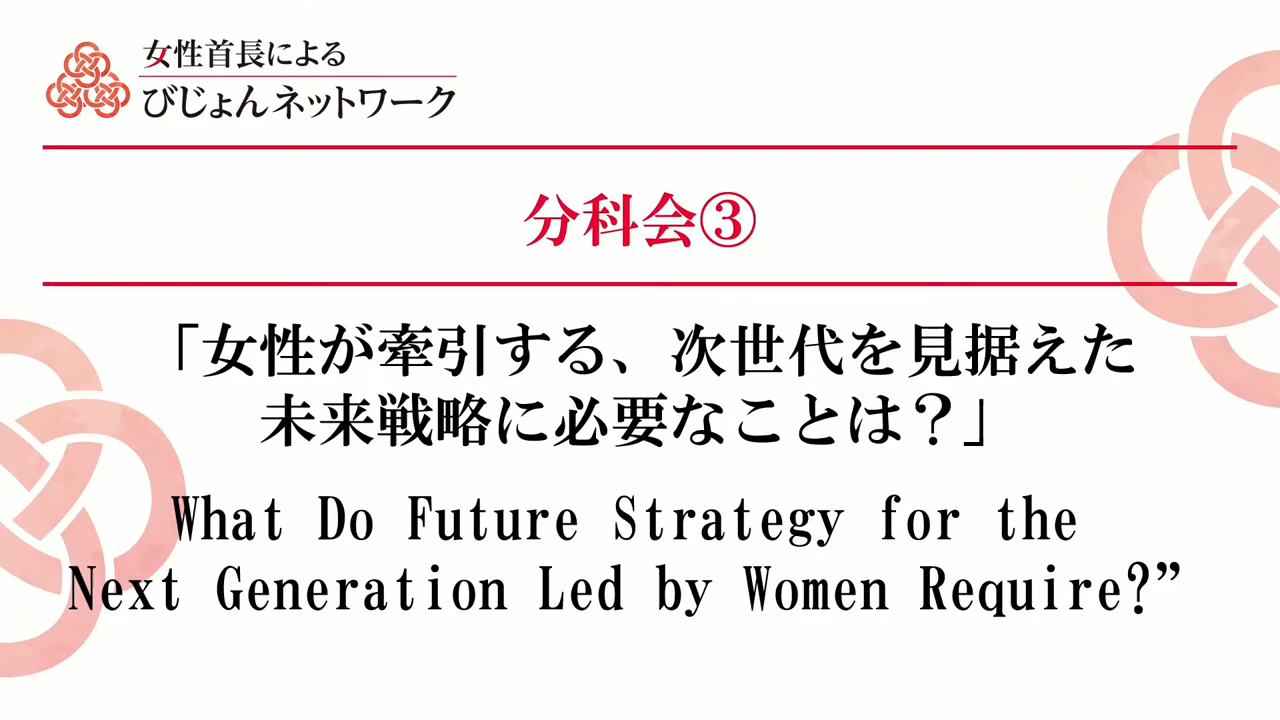 女性首長による
びじょんネットワーク
分科会③
「女性が牽引する、次世代を見据えた
未来戦略に必要なことは？」
What Do Future Strategy for the
Next Generation Led by Women Require?”